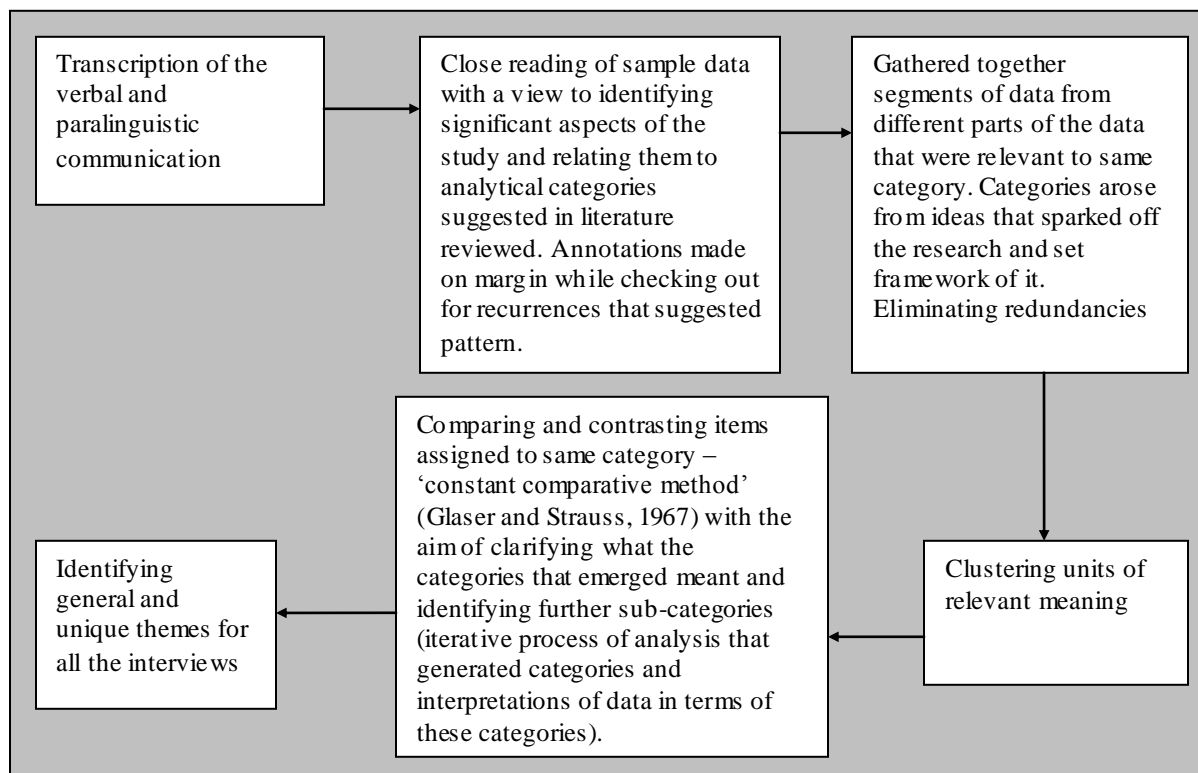 Transcription of the
verbal and
paralinguistic
communication
Close reading of sample data
with a view to identifying
significant aspects of the
study and relating them to
analytical categories
suggested in literature
reviewed. Annotations made
on margin while checking out
for recurrences that suggested
pattern.
Gathered together
segments of data from
different parts of the data
that were relevant to same
category. Categories arose
from ideas that sparked off
the research and set
framework of it.
Eliminating redundancies
Clustering units of
relevant meaning
Comparing and contrasting items
assigned to same category –
‘constant comparative method’
(Glaser and Strauss, 1967) with the
aim of clarifying what the
categories that emerged meant and
identifying further sub-categories
(iterative process of analysis that
generated categories and
interpretations of data in terms of
these categories).
Identifying
general and
unique themes for
all the interviews